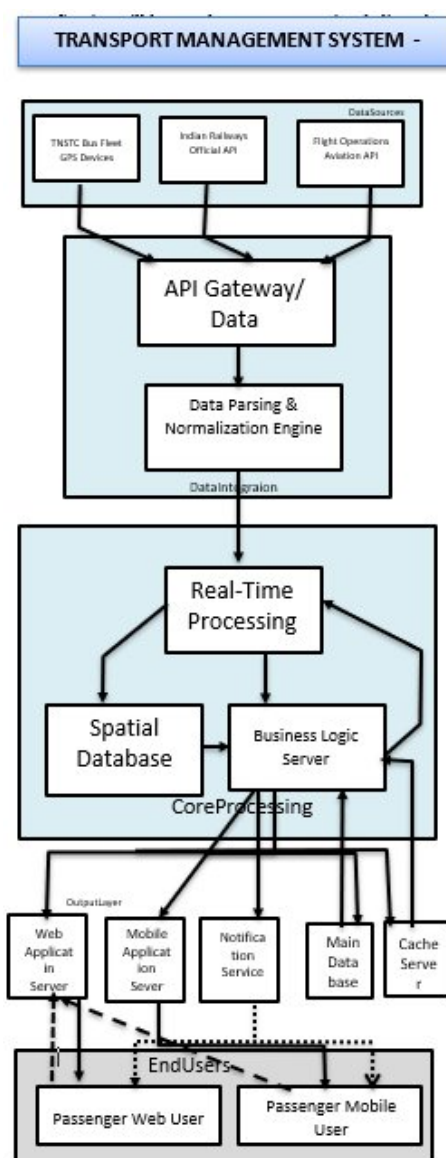 TRANSPORT MANAGEMENT SYSTEM -
DataSources
TNSTC Bus Fleet
GPS Devices
Indian Railways
Official API
Flight Operations
Aviation API
API Gateway/
Data
Data Parsing &
Normalization Engine
DataIntegraion
Real-Time
Processing
Spatial
Database
Business Logic
Server
CoreProcessing
OutputLayer
Web
Applicat
in
Server
Mobile
Applicat
ion
Sever
Notifica
tion
Service
Main
Data
base
Cache
Serve
r
EndUsers
Passenger Web User
Passenger Mobile
User